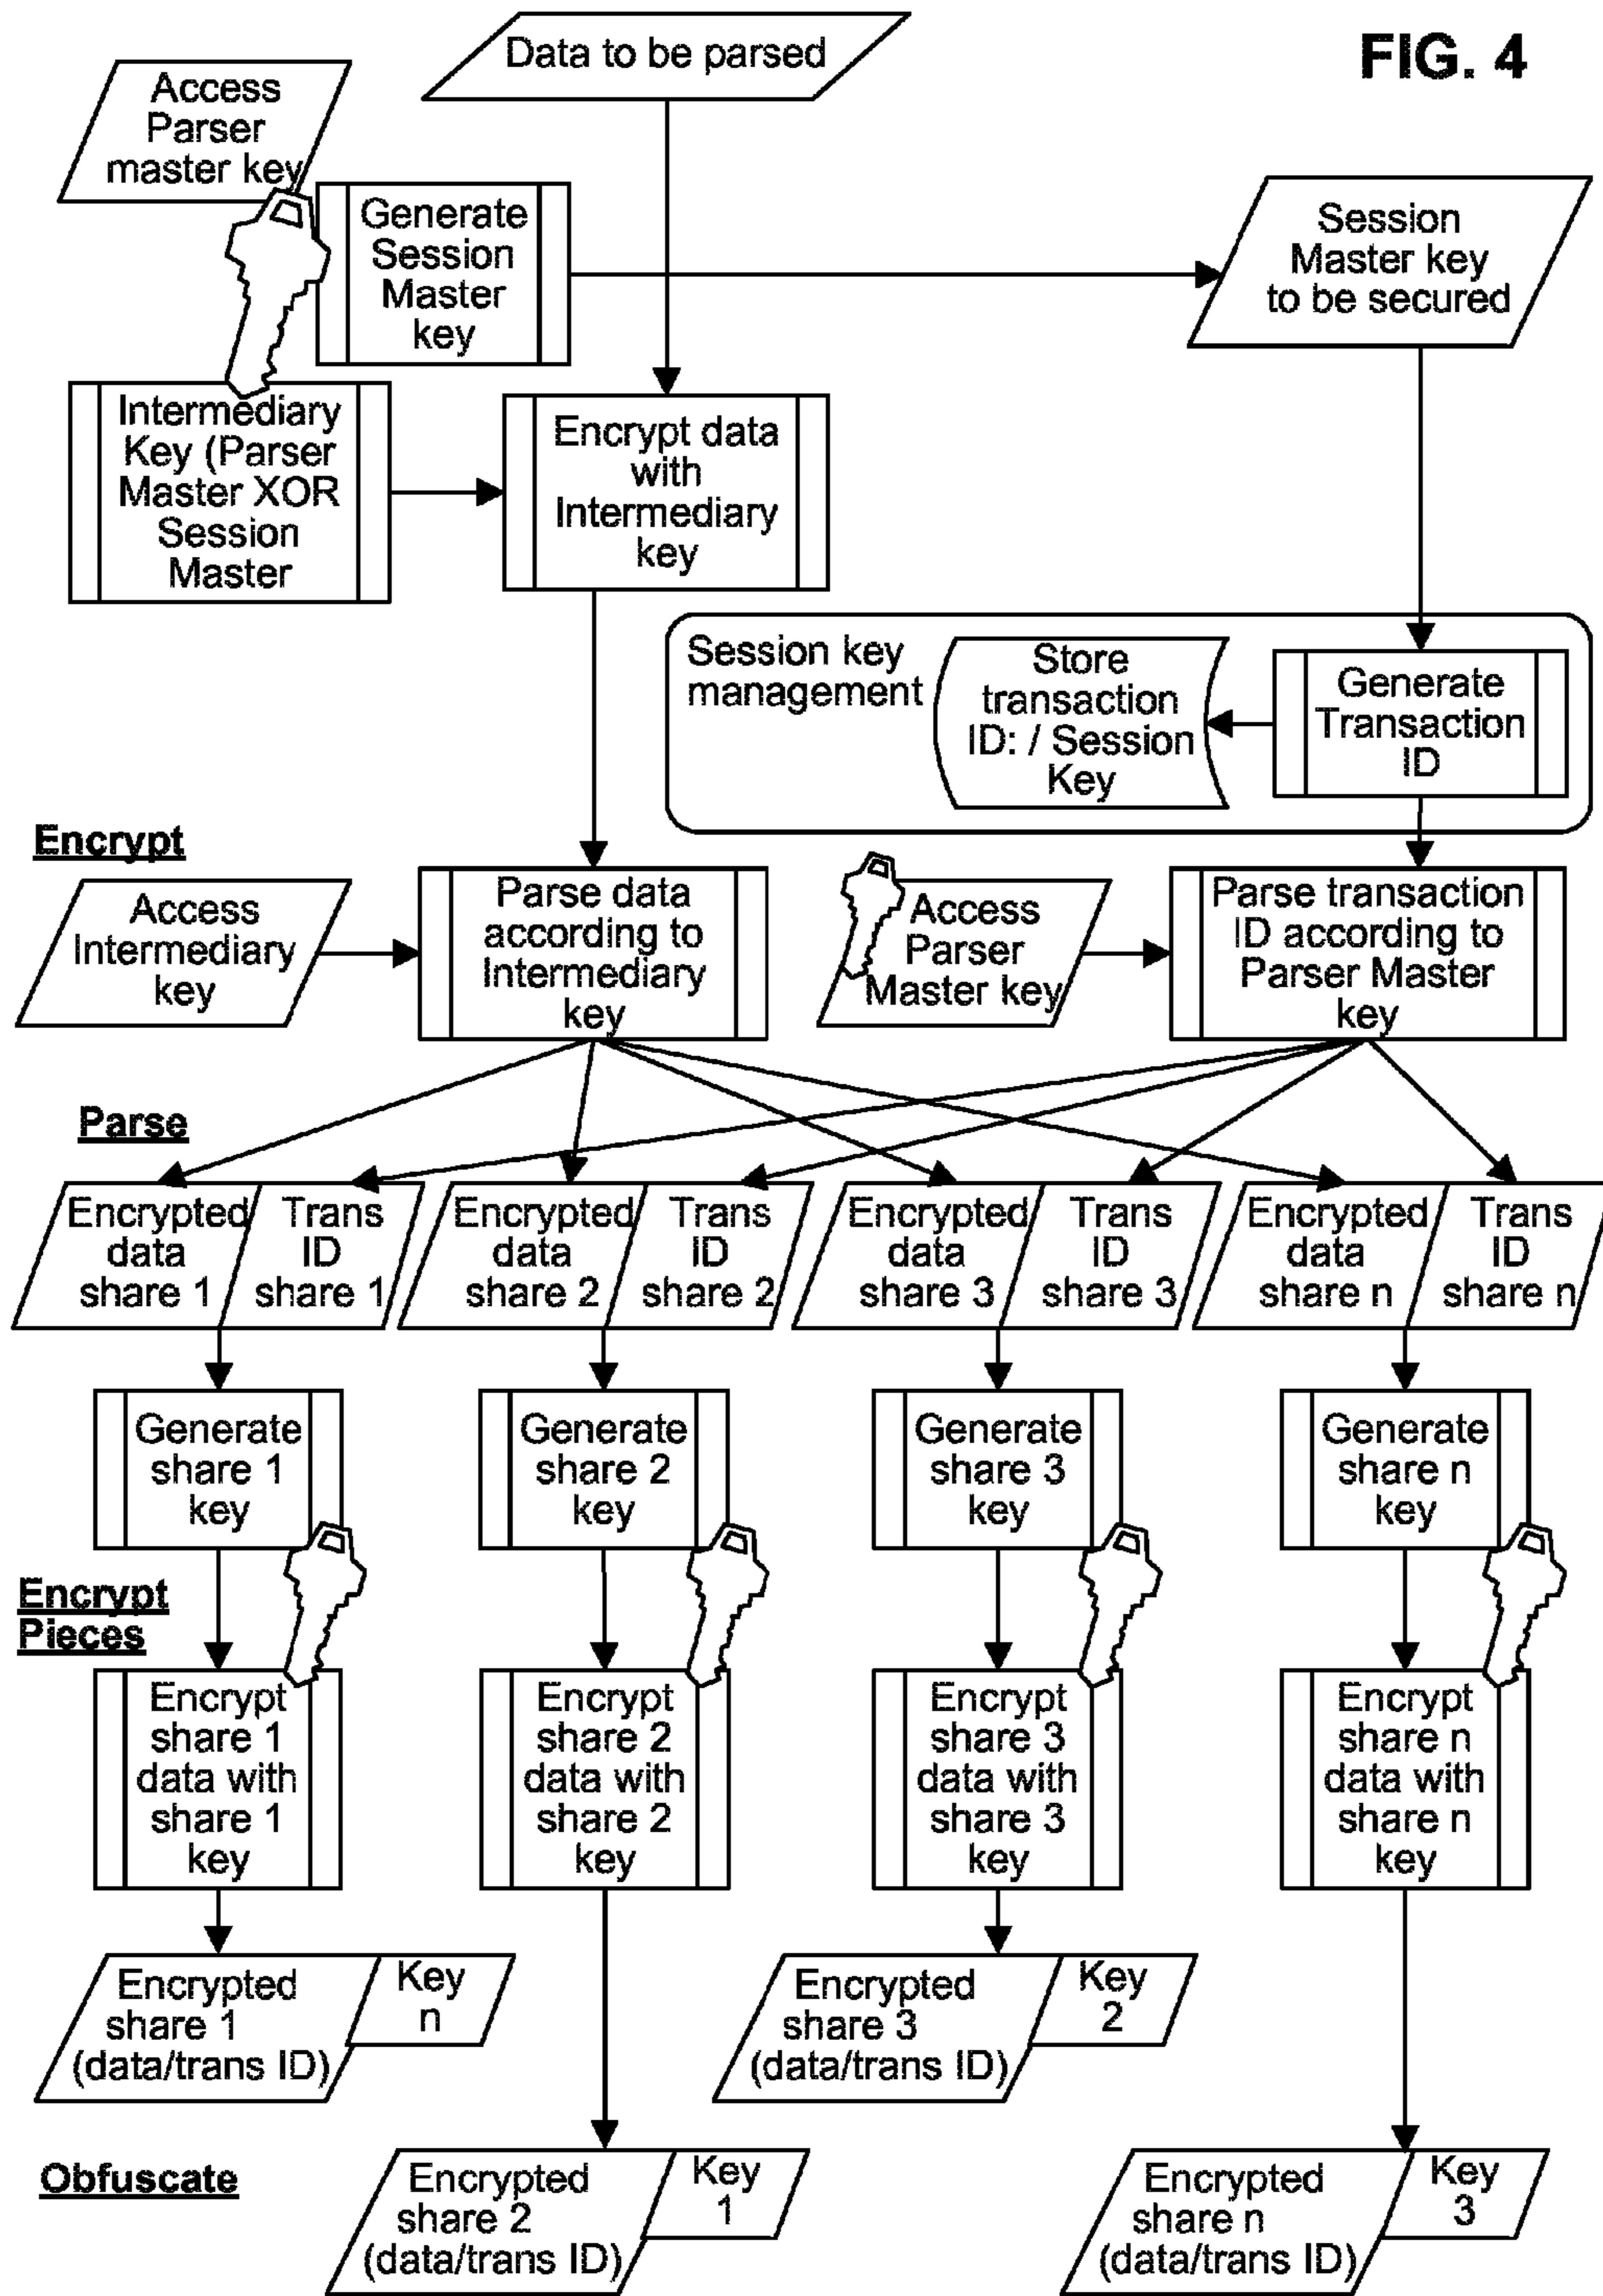 FIG. 4
Data to be parsed
Access
Parser
master key
Generate
Session
Master
key
Session
Master key
to be secured
Intermediary
Key (Parser
Master XOR
Session
Master
Encrypt data
with
Intermediary
key
Session key
management
Store
transaction
ID: / Session
Key
Generate
Transaction
ID
Encrypt
Access
Intermediary
key
Parse data
according to
Intermediary
key
Access
Parser
Master key
Parse transaction
ID according to
Parser Master
key
Parse
Encrypted
data
share 1
Trans
ID
share 1
Encrypted
data
share 2
Trans
ID
share 2
Encrypted
data
share 3
Trans
ID
share 3
Encrypted
data
share n
Trans
ID
share n
Generate
share 1
key
Generate
share 2
key
Generate
share 3
key
Generate
share n
key
Encrypt
Pieces
Encrypt
share 1
data with
share 1
key
Encrypt
share 2
data with
share 2
key
Encrypt
share 3
data with
share 3
key
Encrypt
share n
data with
share n
key
Encrypted
share 1
(data/trans ID)
Key
n
Encrypted
share 3
(data/trans ID)
Key
2
Obfuscate
Encrypted
share 2
(data/trans ID)
Key
1
Encrypted
share n
(data/trans ID)
Key
3